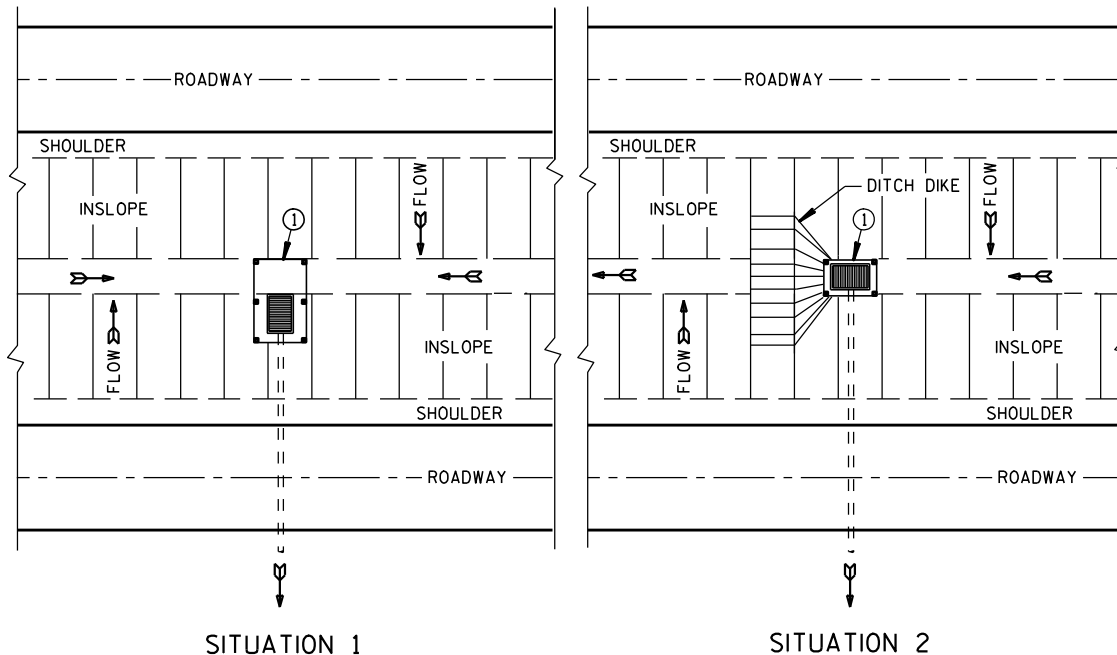 ROADWAY
SHOULDER
FLOW
INSLOPE
1
FLOW
INSLOPE
SHOULDER
ROADWAY
SITUATION 1
ROADWAY
SHOULDER
DITCH DIKE
FLOW
INSLOPE
1
FLOW
INSLOPE
SHOULDER
ROADWAY
SITUATION 2